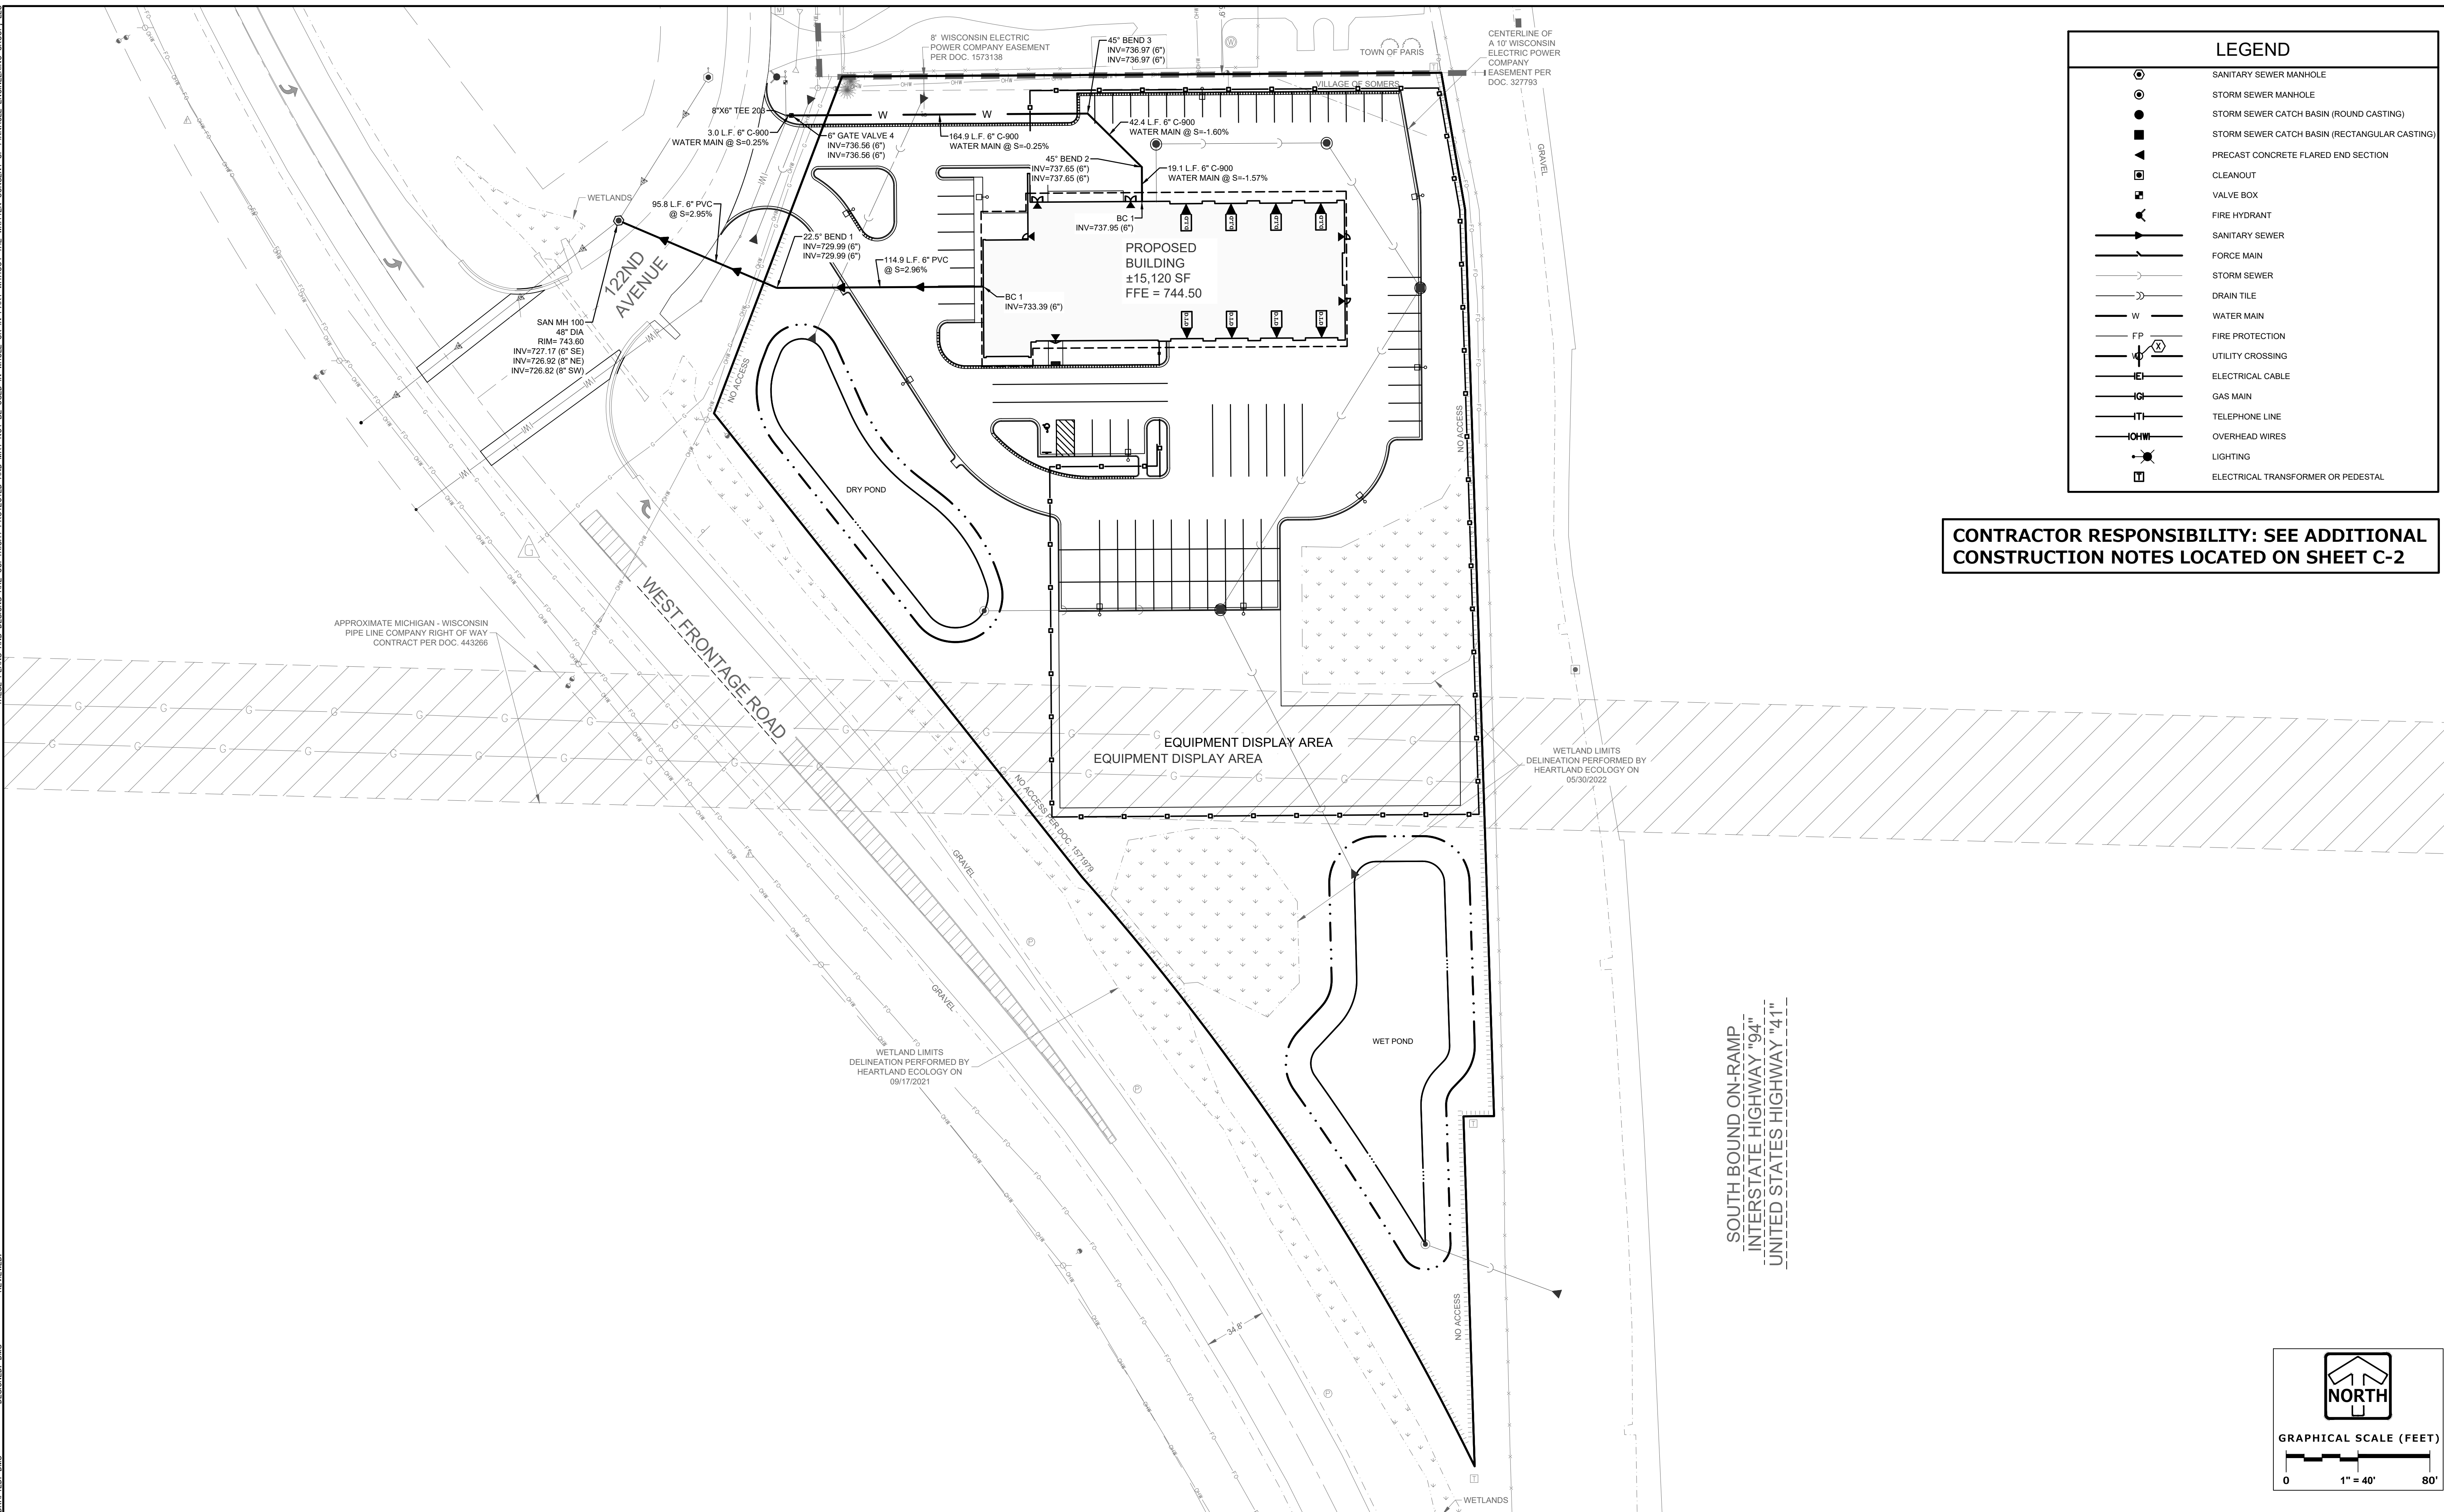 8' WISCONSIN ELECTRIC
POWER COMPANY EASEMENT
PER DOC. 1573138
45° BEND 3
INV=736.97 (6")
INV=736.97 (6")
TOWN OF PARIS
CENTERLINE OF
A 10' WISCONSIN
ELECTRIC POWER
COMPANY
EASEMENT PER
DOC. 327793
VILLAGE OF SOMERS
8"X6" TEE 203
3.0 L.F. 6" C-900
WATER MAIN @ S=0.25%
6" GATE VALVE 4
INV=736.56 (6")
INV=736.56 (6")
W
W
164.9 L.F. 6" C-900
WATER MAIN @ S=-0.25%
42.4 L.F. 6" C-900
WATER MAIN @ S=-1.60%
45° BEND 2
INV=737.65 (6")
INV=737.65 (6")
19.1 L.F. 6" C-900
WATER MAIN @ S=-1.57%
GRAVEL
WETLANDS
95.8 L.F. 6" PVC
@ S=2.95%
22.5° BEND 1
INV=729.99 (6")
INV=729.99 (6")
114.9 L.F. 6" PVC
@ S=2.96%
BC 1
INV=737.95 (6")
O.I.D
O.I.D
O.I.D
O.I.D
PROPOSED
BUILDING
±15,120 SF
FFE = 744.50
BC 1
INV=733.39 (6")
O.I.D
O.I.D
O.I.D
O.I.D
122ND
AVENUE
SAN MH 100
48" DIA
RIM= 743.60
INV=727.17 (6" SE)
INV=726.92 (8" NE)
INV=726.82 (8" SW)
NO ACCESS
NO ACCESS
DRY POND
WEST FRONTAGE ROAD
APPROXIMATE MICHIGAN - WISCONSIN
PIPE LINE COMPANY RIGHT OF WAY
CONTRACT PER DOC. 443266
EQUIPMENT DISPLAY AREA
EQUIPMENT DISPLAY AREA
WETLAND LIMITS
DELINEATION PERFORMED BY
HEARTLAND ECOLOGY ON
05/30/2022
NO ACCESS PER DOC. 1571979
GRAVEL
GRAVEL
WETLAND LIMITS
DELINEATION PERFORMED BY
HEARTLAND ECOLOGY ON
09/17/2021
WET POND
NO ACCESS
34.8'
WETLANDS
SOUTH BOUND ON-RAMP
INTERSTATE HIGHWAY "94"
UNITED STATES HIGHWAY "41"
LEGEND
SANITARY SEWER MANHOLE
STORM SEWER MANHOLE
STORM SEWER CATCH BASIN (ROUND CASTING)
STORM SEWER CATCH BASIN (RECTANGULAR CASTING)
PRECAST CONCRETE FLARED END SECTION
CLEANOUT
VALVE BOX
FIRE HYDRANT
SANITARY SEWER
FORCE MAIN
STORM SEWER
DRAIN TILE
W WATER MAIN
FP FIRE PROTECTION
X UTILITY CROSSING
E ELECTRICAL CABLE
G GAS MAIN
T TELEPHONE LINE
OHW OVERHEAD WIRES
LIGHTING
T ELECTRICAL TRANSFORMER OR PEDESTAL
CONTRACTOR RESPONSIBILITY: SEE ADDITIONAL
CONSTRUCTION NOTES LOCATED ON SHEET C-2
NORTH
GRAPHICAL SCALE (FEET)
0 1" = 40' 80'